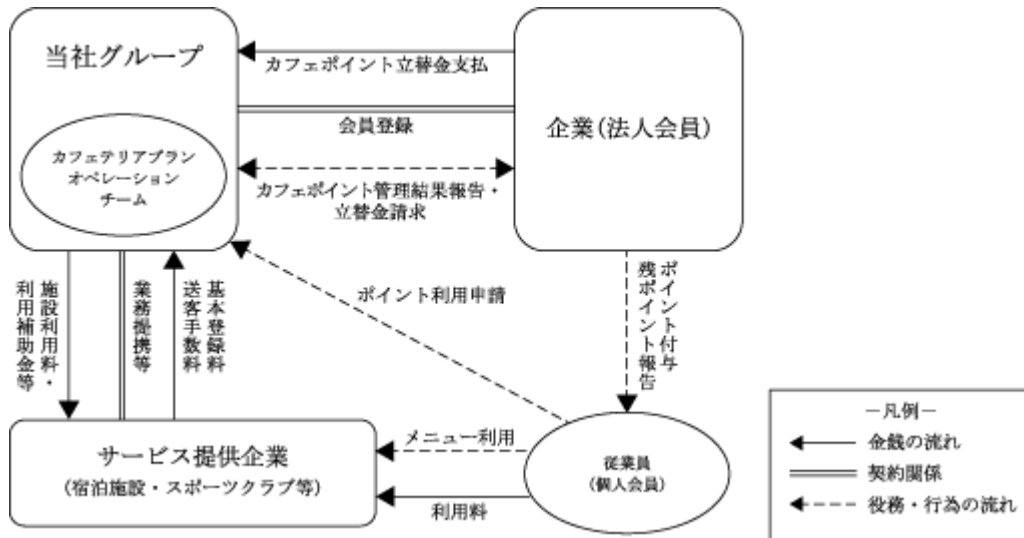 当社グループ
カフェテリアプラン
オペレーション
チーム
カフェポイント立替金支払
会員登録
カフェポイント管理結果報告・
立替金請求
企業(法人会員)
施設利用料・
利用補助金等
業務提携等
基本登録料
送客手数料
ポイント利用申請
ポイント付与
残ポイント報告
サービス提供企業
(宿泊施設・スポーツクラブ等)
メニュー利用
利用料
従業員
(個人会員)
－凡例－
金銭の流れ
契約関係
役務・行為の流れ